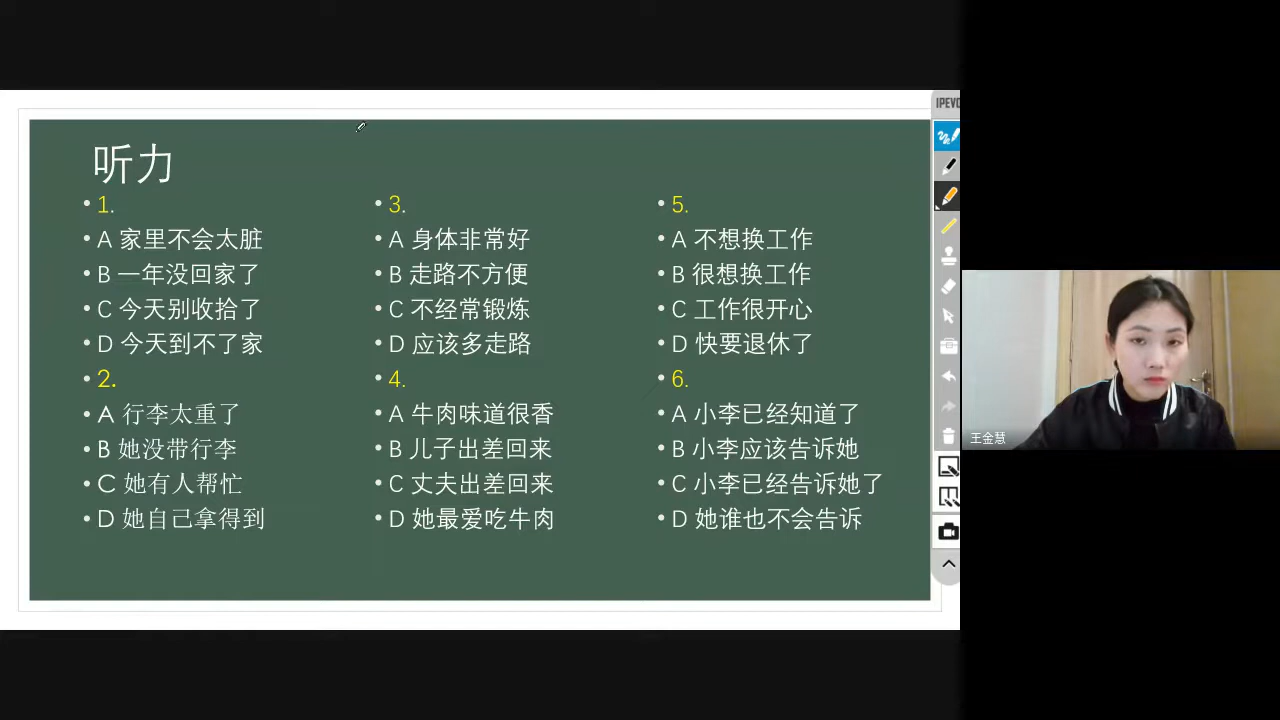 听力
1.
A 家里不会太脏
B 一年没回家了
C 今天别收拾了
D 今天到不了家
2.
A 行李太重了
B 她没带行李
C 她有人帮忙
D 她自己拿得到
3.
A 身体非常好
B 走路不方便
C 不经常锻炼
D 应该多走路
4.
A 牛肉味道很香
B 儿子出差回来
C 丈夫出差回来
D 她最爱吃牛肉
5.
A 不想换工作
B 很想换工作
C 工作很开心
D 快要退休了
6.
A 小李已经知道了
B 小李应该告诉她
C 小李已经告诉她了
D 她谁也不会告诉
IPEVO
王金慧